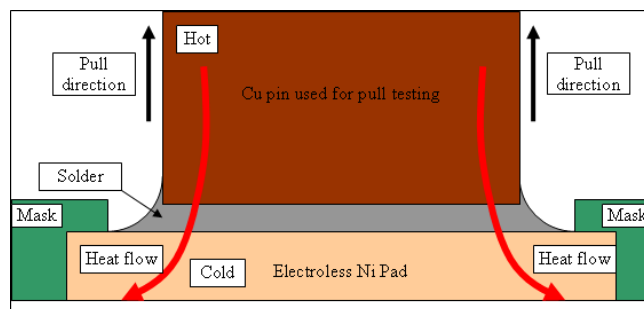 Hot
Pull
direction
Pull
direction
Cu pin used for pull testing
Solder
Mask
Mask
Heat flow
Cold
Electroless Ni Pad
Heat flow